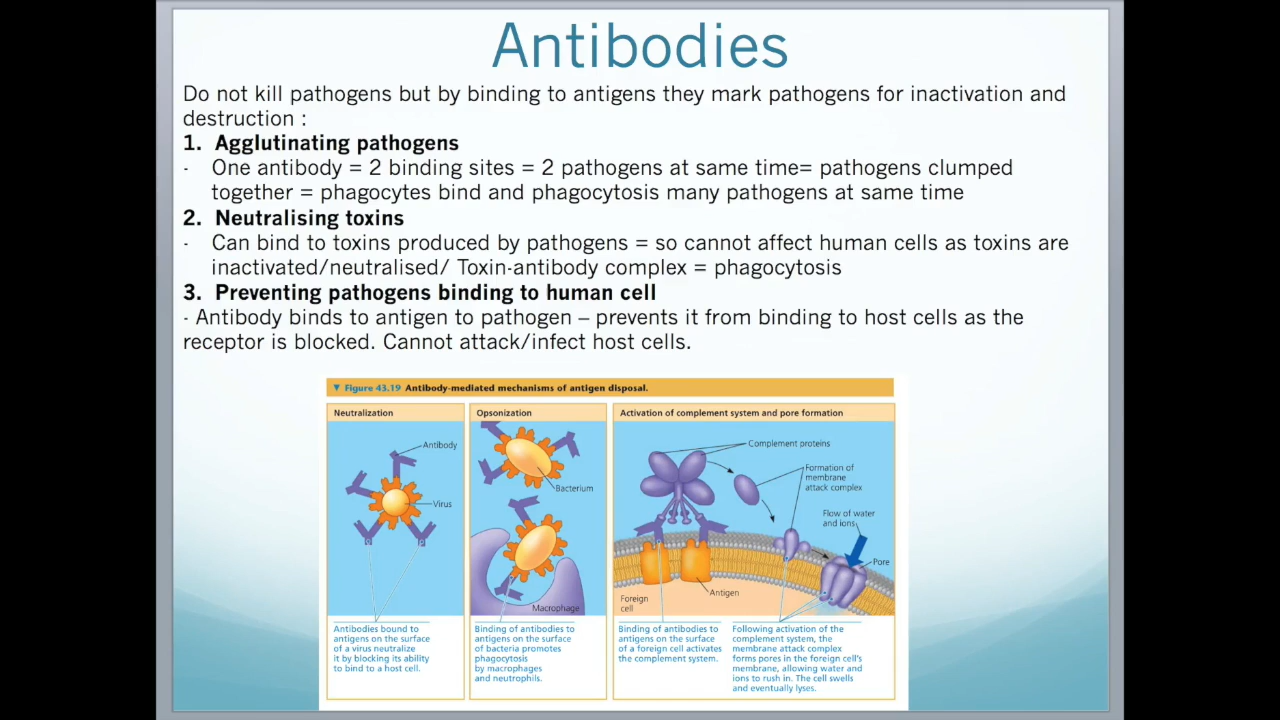 Antibodies
Do not kill pathogens but by binding to antigens they mark pathogens for inactivation and
destruction :
1. Agglutinating pathogens
- One antibody = 2 binding sites = 2 pathogens at same time= pathogens clumped
together = phagocytes bind and phagocytosis many pathogens at same time
2. Neutralising toxins
- Can bind to toxins produced by pathogens = so cannot affect human cells as toxins are
inactivated/neutralised/ Toxin-antibody complex = phagocytosis
3. Preventing pathogens binding to human cell
- Antibody binds to antigen to pathogen – prevents it from binding to host cells as the
receptor is blocked. Cannot attack/infect host cells.
▼ Figure 43.19 Antibody-mediated mechanisms of antigen disposal.
Neutralization
Antibody
Virus
Antibodies bound to
antigens on the surface
of a virus neutralize
it by blocking its ability
to bind to a host cell.
Opsonization
Bacterium
Macrophage
Binding of antibodies to
antigens on the surface
of bacteria promotes
phagocytosis
by macrophages
and neutrophils.
Activation of complement system and pore formation
Complement proteins
Formation of
membrane
attack complex
Flow of water
and ions
Pore
Antigen
Foreign
cell
Binding of antibodies to
antigens on the surface
of a foreign cell activates
the complement system.
Following activation of the
complement system, the
membrane attack complex
forms pores in the foreign cell's
membrane, allowing water and
ions to rush in. The cell swells
and eventually lyses.